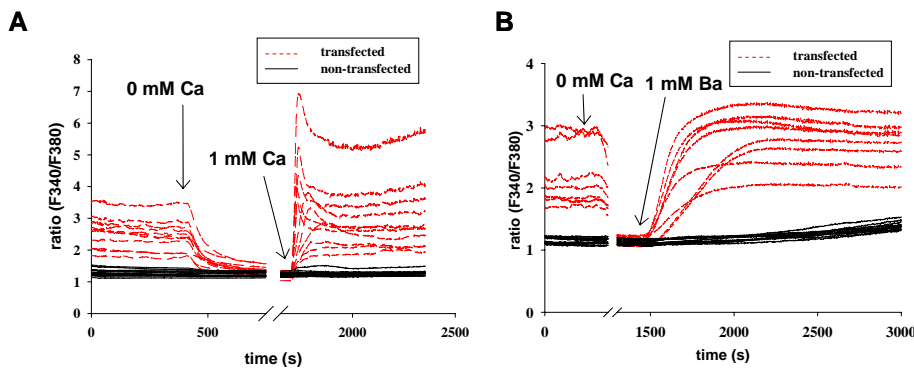 A
transfected
non-transfected
0 mM Ca
1 mM Ca
ratio (F340/F380)
8
7
6
5
4
3
2
1
0
0
500
2000
2500
time (s)
B
transfected
non-transfected
0 mM Ca
1 mM Ba
ratio (F340/F380)
4
3
2
1
0
0
1500
2000
2500
3000
time (s)